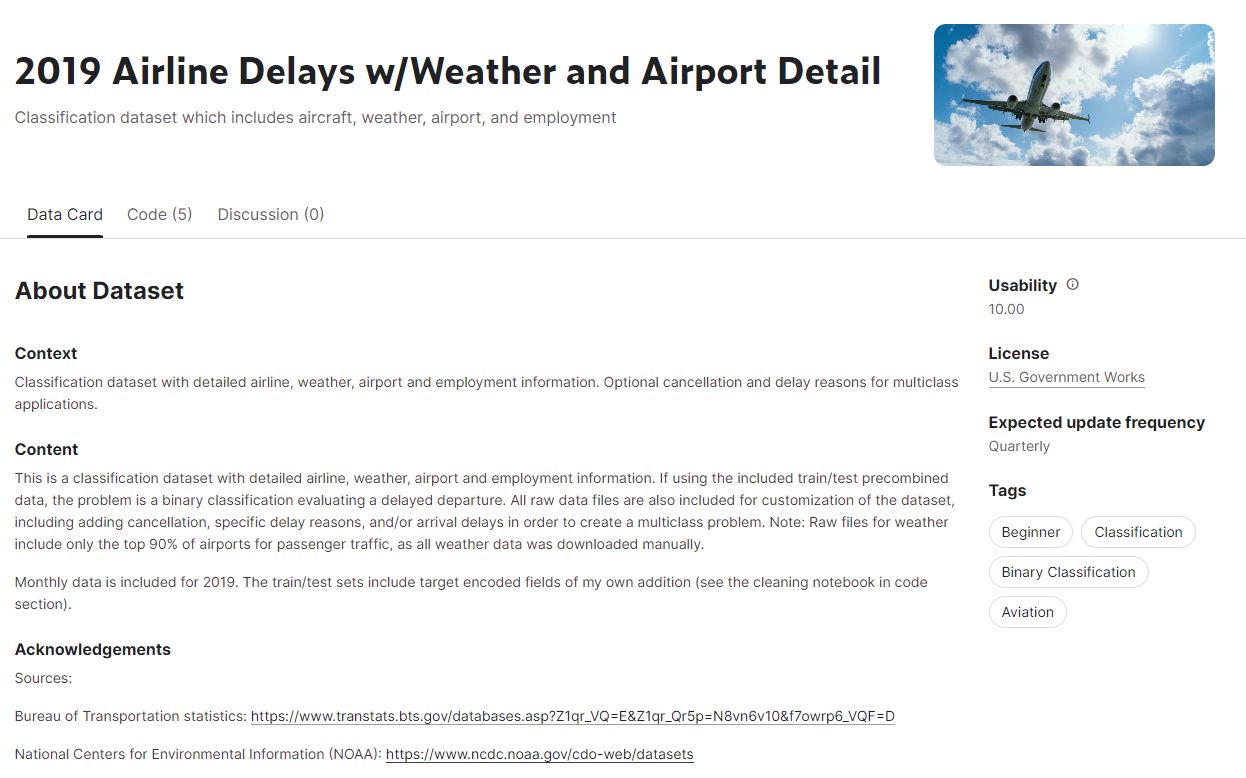 2019 Airline Delays w/Weather and Airport Detail
Classification dataset which includes aircraft, weather, airport, and employment
Data Card
Code (5)
Discussion (0)
About Dataset
Context
Classification dataset with detailed airline, weather, airport and employment information. Optional cancellation and delay reasons for multiclass
applications.
Content
This is a classification dataset with detailed airline, weather, airport and employment information. If using the included train/test precombined
data, the problem is a binary classification evaluating a delayed departure. All raw data files are also included for customization of the dataset,
including adding cancellation, specific delay reasons, and/or arrival delays in order to create a multiclass problem. Note: Raw files for weather
include only the top 90% of airports for passenger traffic, as all weather data was downloaded manually.
Monthly data is included for 2019. The train/test sets include target encoded fields of my own addition (see the cleaning notebook in code
section).
Acknowledgements
Sources:
Bureau of Transportation statistics: https://www.transtats.bts.gov/databases.asp?Z1qr_VQ=E&Z1qr_Qr5p=N8vn6v10&f7owrp6_VQF=D
National Centers for Environmental Information (NOAA): https://www.ncdc.noaa.gov/cdo-web/datasets
Usability
10.00
License
U.S. Government Works
Expected update frequency
Quarterly
Tags
Beginner
Classification
Binary Classification
Aviation